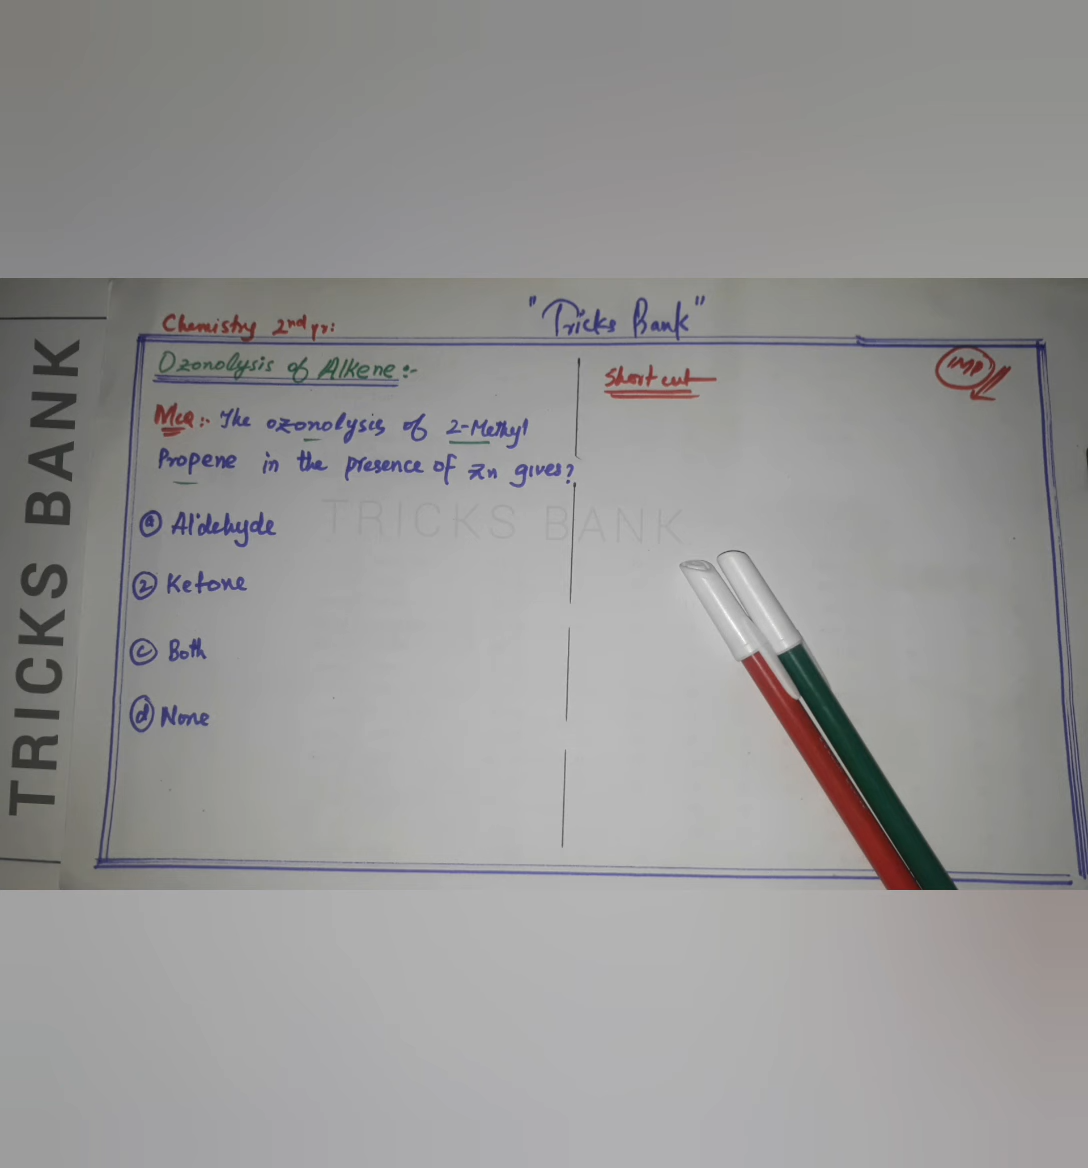 TRICKS BANK
"Tricks Bank"
Chemistry 2nd yr:
Ozonolysis of Alkene:-
Mcq:- The ozonolysis of 2-Methyl
Propene in the presence of Zn gives?
a Aldehyde
2 Ketone
c Both
d None
Short cut
IMP
TRICKS BANK